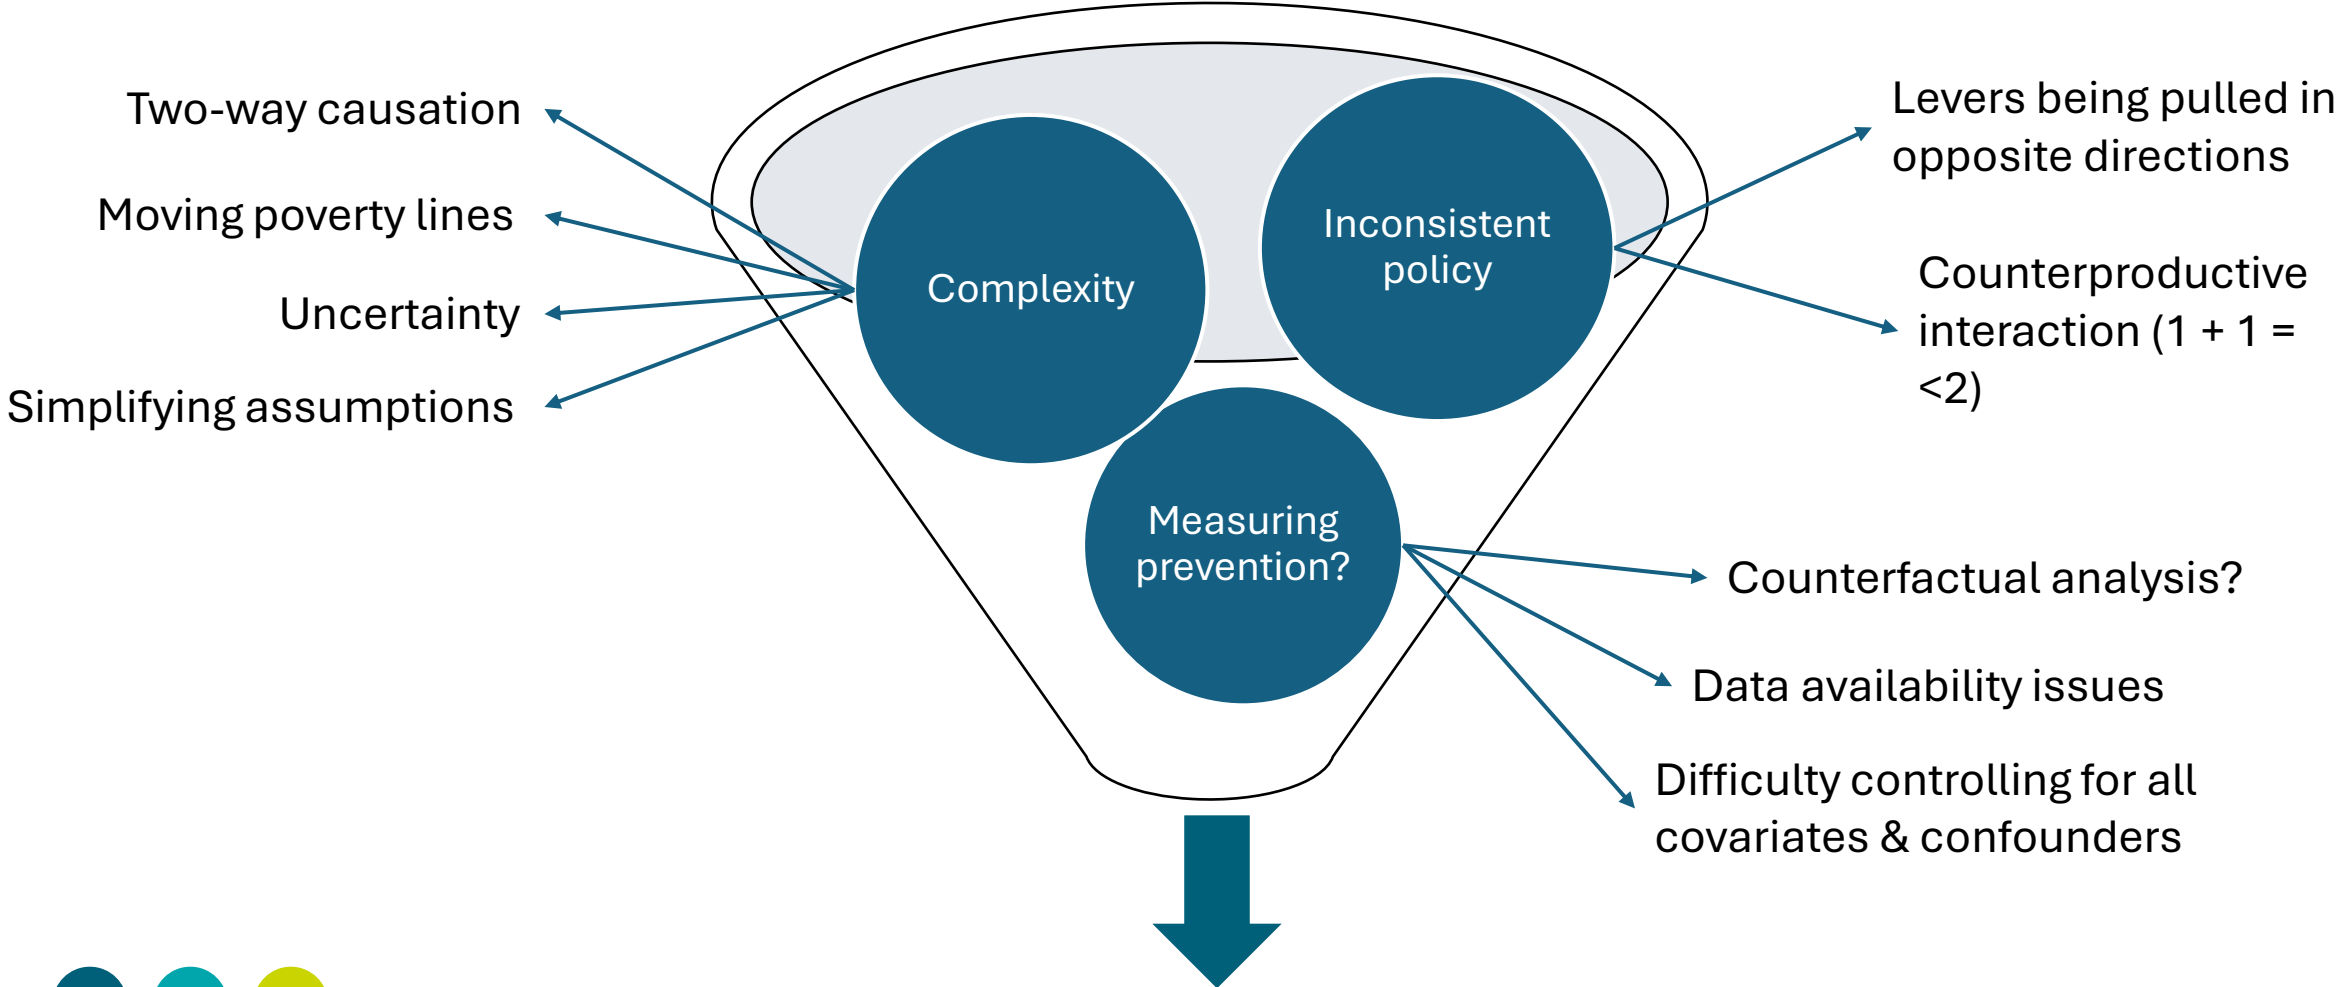 Two-way causation
Moving poverty lines
Uncertainty
Simplifying assumptions
Complexity
Inconsistent
policy
Measuring
prevention?
Levers being pulled in
opposite directions
Counterproductive
interaction (1 + 1 =
<2)
Counterfactual analysis?
Data availability issues
Difficulty controlling for all
covariates & confounders